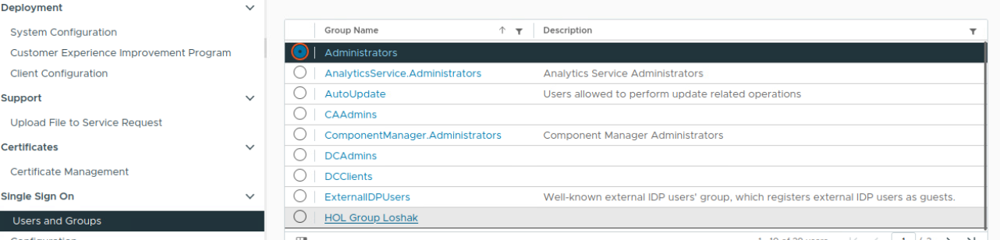 Deployment
System Configuration
Customer Experience Improvement Program
Client Configuration
Support
Upload File to Service Request
Certificates
Certificate Management
Single Sign On
Users and Groups
Configuration
Group Name Description
Administrators
AnalyticsService.Administrators Analytics Service Administrators
AutoUpdate Users allowed to perform update related operations
CAAdmins
ComponentManager.Administrators Component Manager Administrators
DCAdmins
DCClients
ExternalIDPUsers Well-known external IDP users' group, which registers external IDP users as guests.
HOL Group Loshak